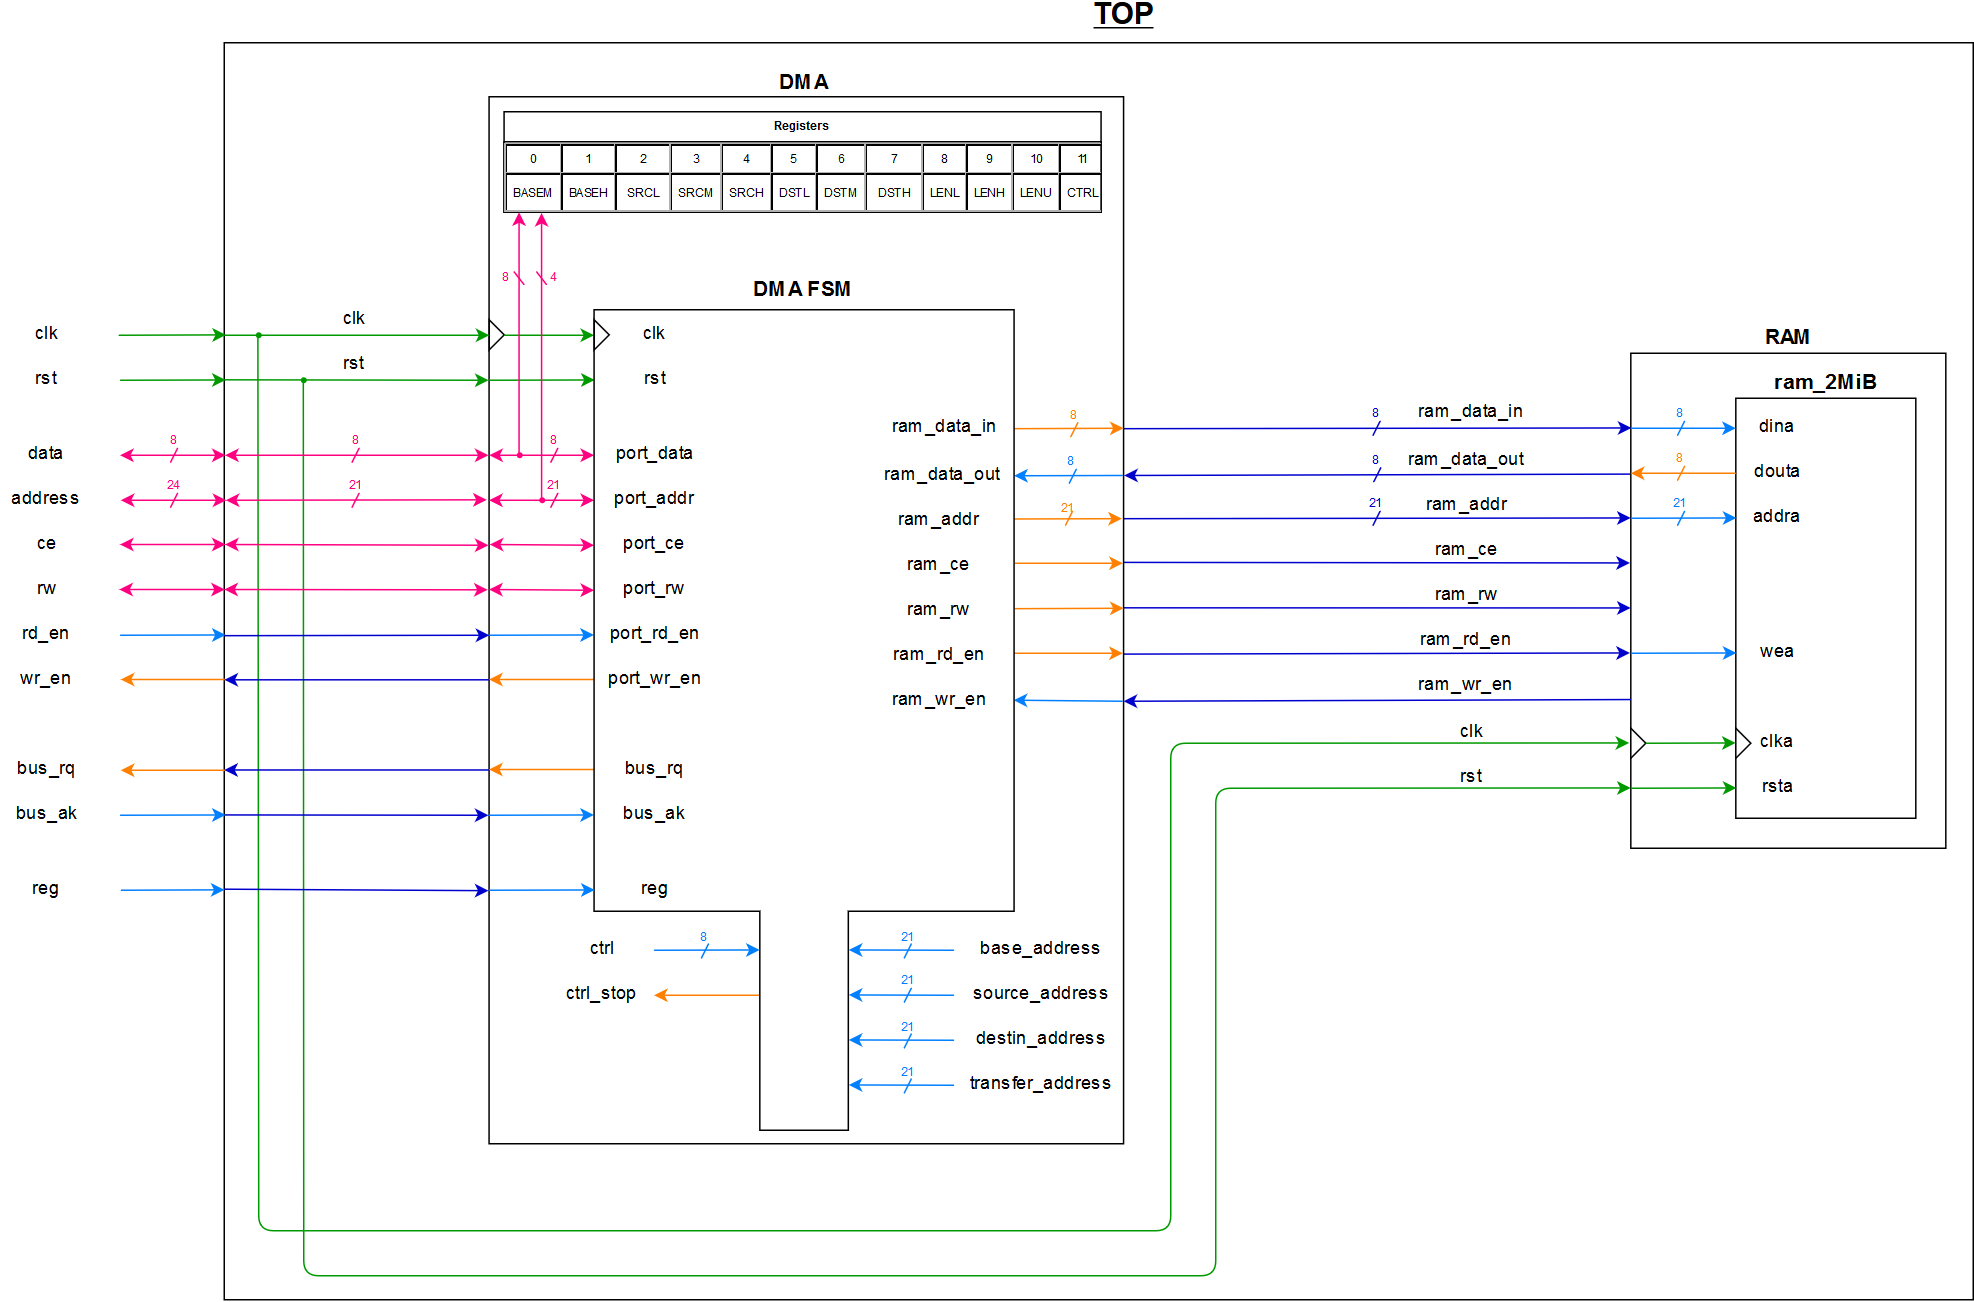 TOP
DMA
Registers
0 1 2 3 4 5 6 7 8 9 10 11
BASEM BASEH SRCL SRCM SRCH DSTL DSTM DSTH LENL LENH LENU CTRL
8 4
DMA FSM
clk clk clk
rst rst rst
RAM
ram_2MiB
data 8 8 8 port_data
address 24 21 21 port_addr
ce port_ce
rw port_rw
rd_en port_rd_en
wr_en port_wr_en
bus_rq bus_rq
bus_ak bus_ak
reg reg
ram_data_in 8 8 ram_data_in 8 dina
ram_data_out 8 8 ram_data_out 8 douta
ram_addr 21 21 ram_addr 21 addra
ram_ce ram_ce
ram_rw ram_rw
ram_rd_en ram_rd_en wea
ram_wr_en ram_wr_en
clk clka
rst rsta
ctrl 8 21 base_address
ctrl_stop 21 source_address
21 destin_address
21 transfer_address